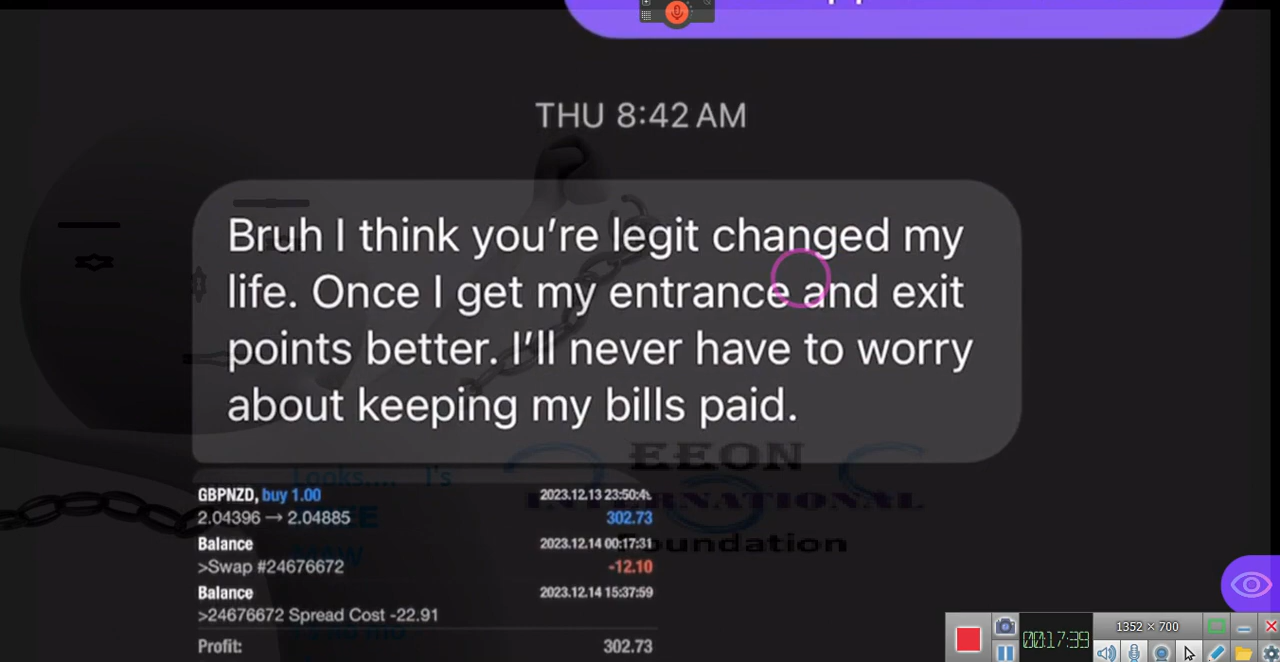 THU 8:42 AM
Bruh I think you're legit changed my
life. Once I get my entrance and exit
points better. I'll never have to worry
about keeping my bills paid.
EEON
INTERNATIONAL
Foundation
Looks.... I's
GBPNZD, buy 1.00 2023.12.13 23:50:4
2.04396 → 2.04885 302.73
Balance 2023.12.14 00:17:31
>Swap #24676672 -12.10
Balance 2023.12.14 15:37:59
>24676672 Spread Cost -22.91
Profit: 302.73
00:17:39
1352 × 700